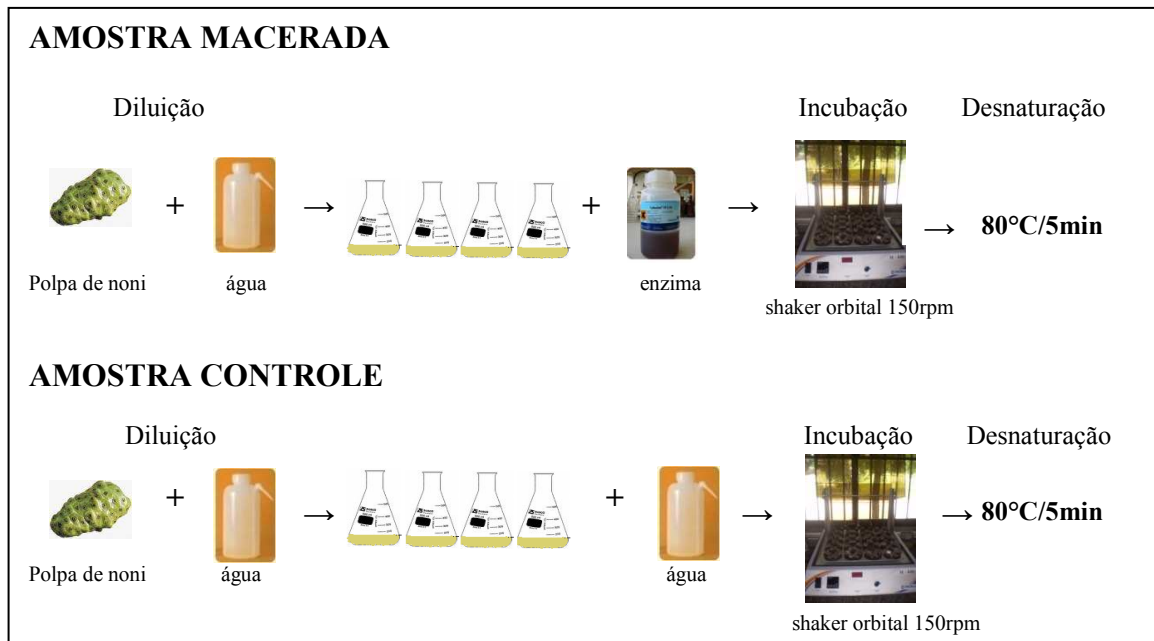 AMOSTRA MACERADA
Diluição
Incubação
Desnaturação
+
→
+
→
→
80°C/5min
Polpa de noni
água
enzima
shaker orbital 150rpm
AMOSTRA CONTROLE
Diluição
Incubação
Desnaturação
+
→
+
→
→
80°C/5min
Polpa de noni
água
água
shaker orbital 150rpm